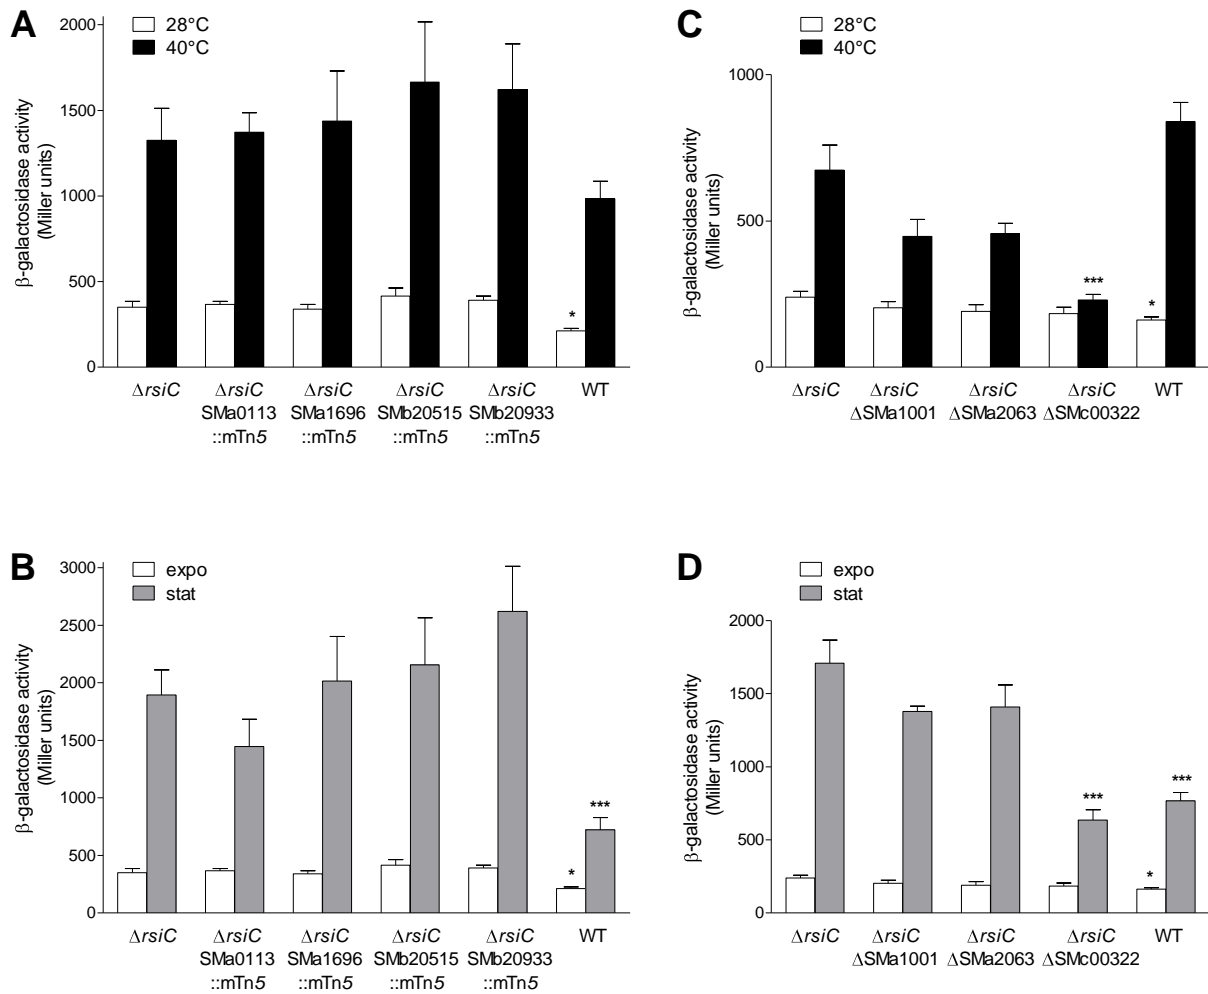 A
28°C
40°C
β-galactosidase activity
(Miller units)
2000
1500
1000
500
0
*
ΔrsiC
ΔrsiC
SMa0113
::mTn5
ΔrsiC
SMa1696
::mTn5
ΔrsiC
SMb20515
::mTn5
ΔrsiC
SMb20933
::mTn5
WT
C
28°C
40°C
β-galactosidase activity
(Miller units)
1000
500
0
***
*
ΔrsiC
ΔrsiC
ΔSMa1001
ΔrsiC
ΔSMa2063
ΔrsiC
ΔSMc00322
WT
B
expo
stat
β-galactosidase activity
(Miller units)
3000
2500
2000
1500
1000
500
0
*
***
ΔrsiC
ΔrsiC
SMa0113
::mTn5
ΔrsiC
SMa1696
::mTn5
ΔrsiC
SMb20515
::mTn5
ΔrsiC
SMb20933
::mTn5
WT
D
expo
stat
β-galactosidase activity
(Miller units)
2000
1500
1000
500
0
***
*
***
ΔrsiC
ΔrsiC
ΔSMa1001
ΔrsiC
ΔSMa2063
ΔrsiC
ΔSMc00322
WT